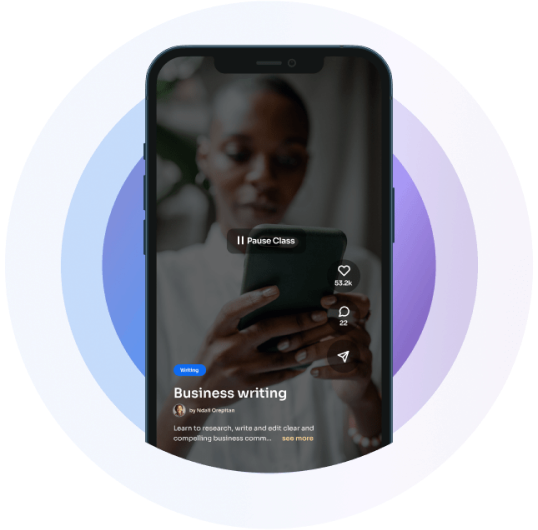 Pause Class
53.2k
22
Writing
Business writing
by Ndali Orepitan
Learn to research, write and edit clear and
compelling business comm... see more